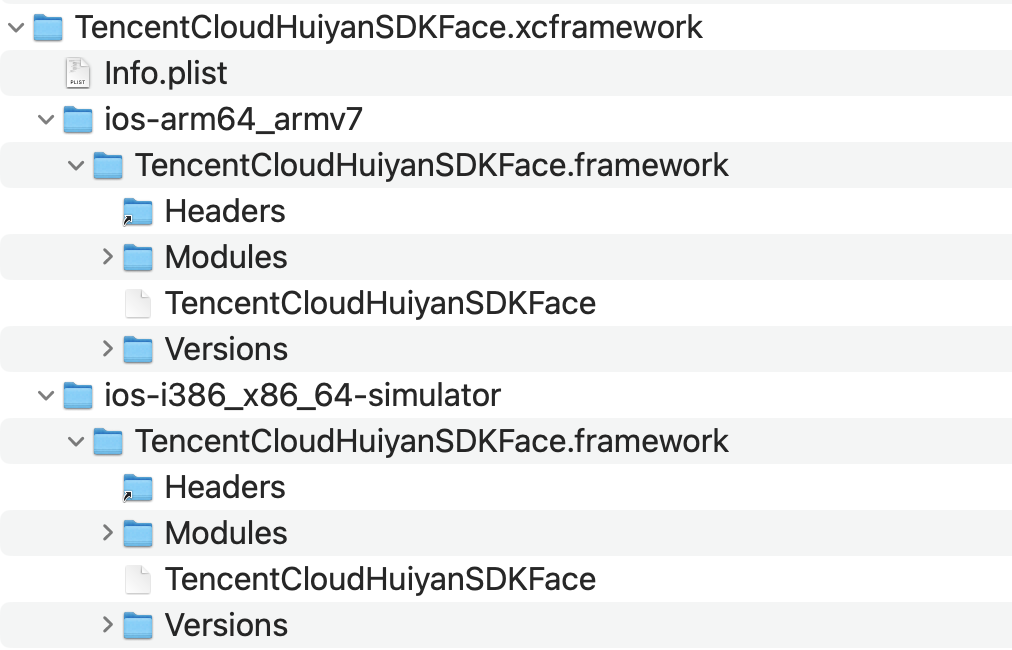 TencentCloudHuiyanSDKFace.xcframework
Info.plist
ios-arm64_armv7
TencentCloudHuiyanSDKFace.framework
Headers
Modules
TencentCloudHuiyanSDKFace
Versions
ios-i386_x86_64-simulator
TencentCloudHuiyanSDKFace.framework
Headers
Modules
TencentCloudHuiyanSDKFace
Versions